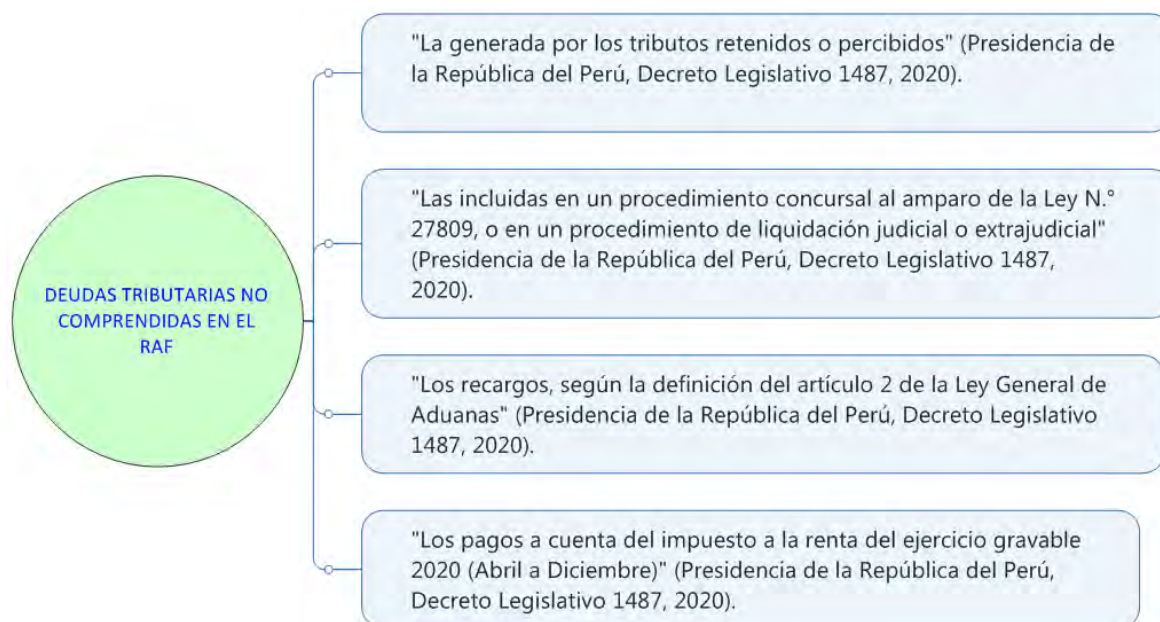 "La generada por los tributos retenidos o percibidos" (Presidencia de
la República del Perú, Decreto Legislativo 1487, 2020).
"Las incluidas en un procedimiento concursal al amparo de la Ley N.°
27809, o en un procedimiento de liquidación judicial o extrajudicial"
(Presidencia de la República del Perú, Decreto Legislativo 1487,
2020).
DEUDAS TRIBUTARIAS NO
COMPRENDIDAS EN EL
RAF
"Los recargos, según la definición del artículo 2 de la Ley General de
Aduanas" (Presidencia de la República del Perú, Decreto Legislativo
1487, 2020).
"Los pagos a cuenta del impuesto a la renta del ejercicio gravable
2020 (Abril a Diciembre)" (Presidencia de la República del Perú,
Decreto Legislativo 1487, 2020).